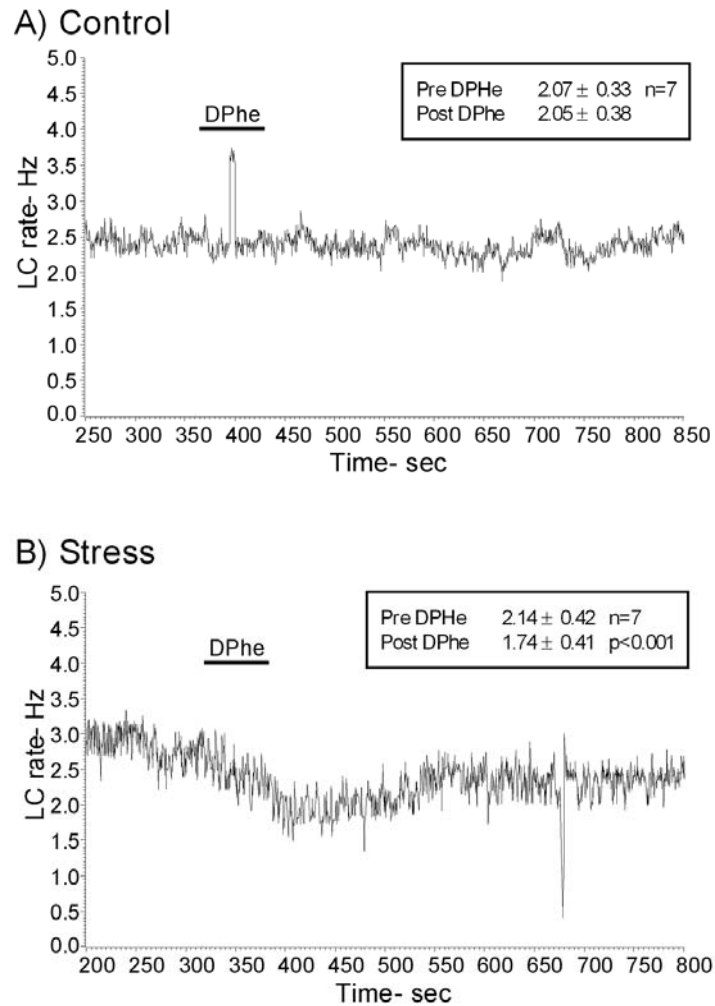 A) Control
5.0
4.5
4.0
3.5
3.0
2.5
2.0
1.5
1.0
0.5
0.0
LC rate- Hz
DPhe
Pre DPHe 2.07 ± 0.33 n=7
Post DPhe 2.05 ± 0.38
250 300 350 400 450 500 550 600 650 700 750 800 850
Time- sec
B) Stress
5.0
4.5
4.0
3.5
3.0
2.5
2.0
1.5
1.0
0.5
0.0
LC rate- Hz
DPhe
Pre DPHe 2.14 ± 0.42 n=7
Post DPhe 1.74 ± 0.41 p<0.001
200 250 300 350 400 450 500 550 600 650 700 750 800
Time- sec